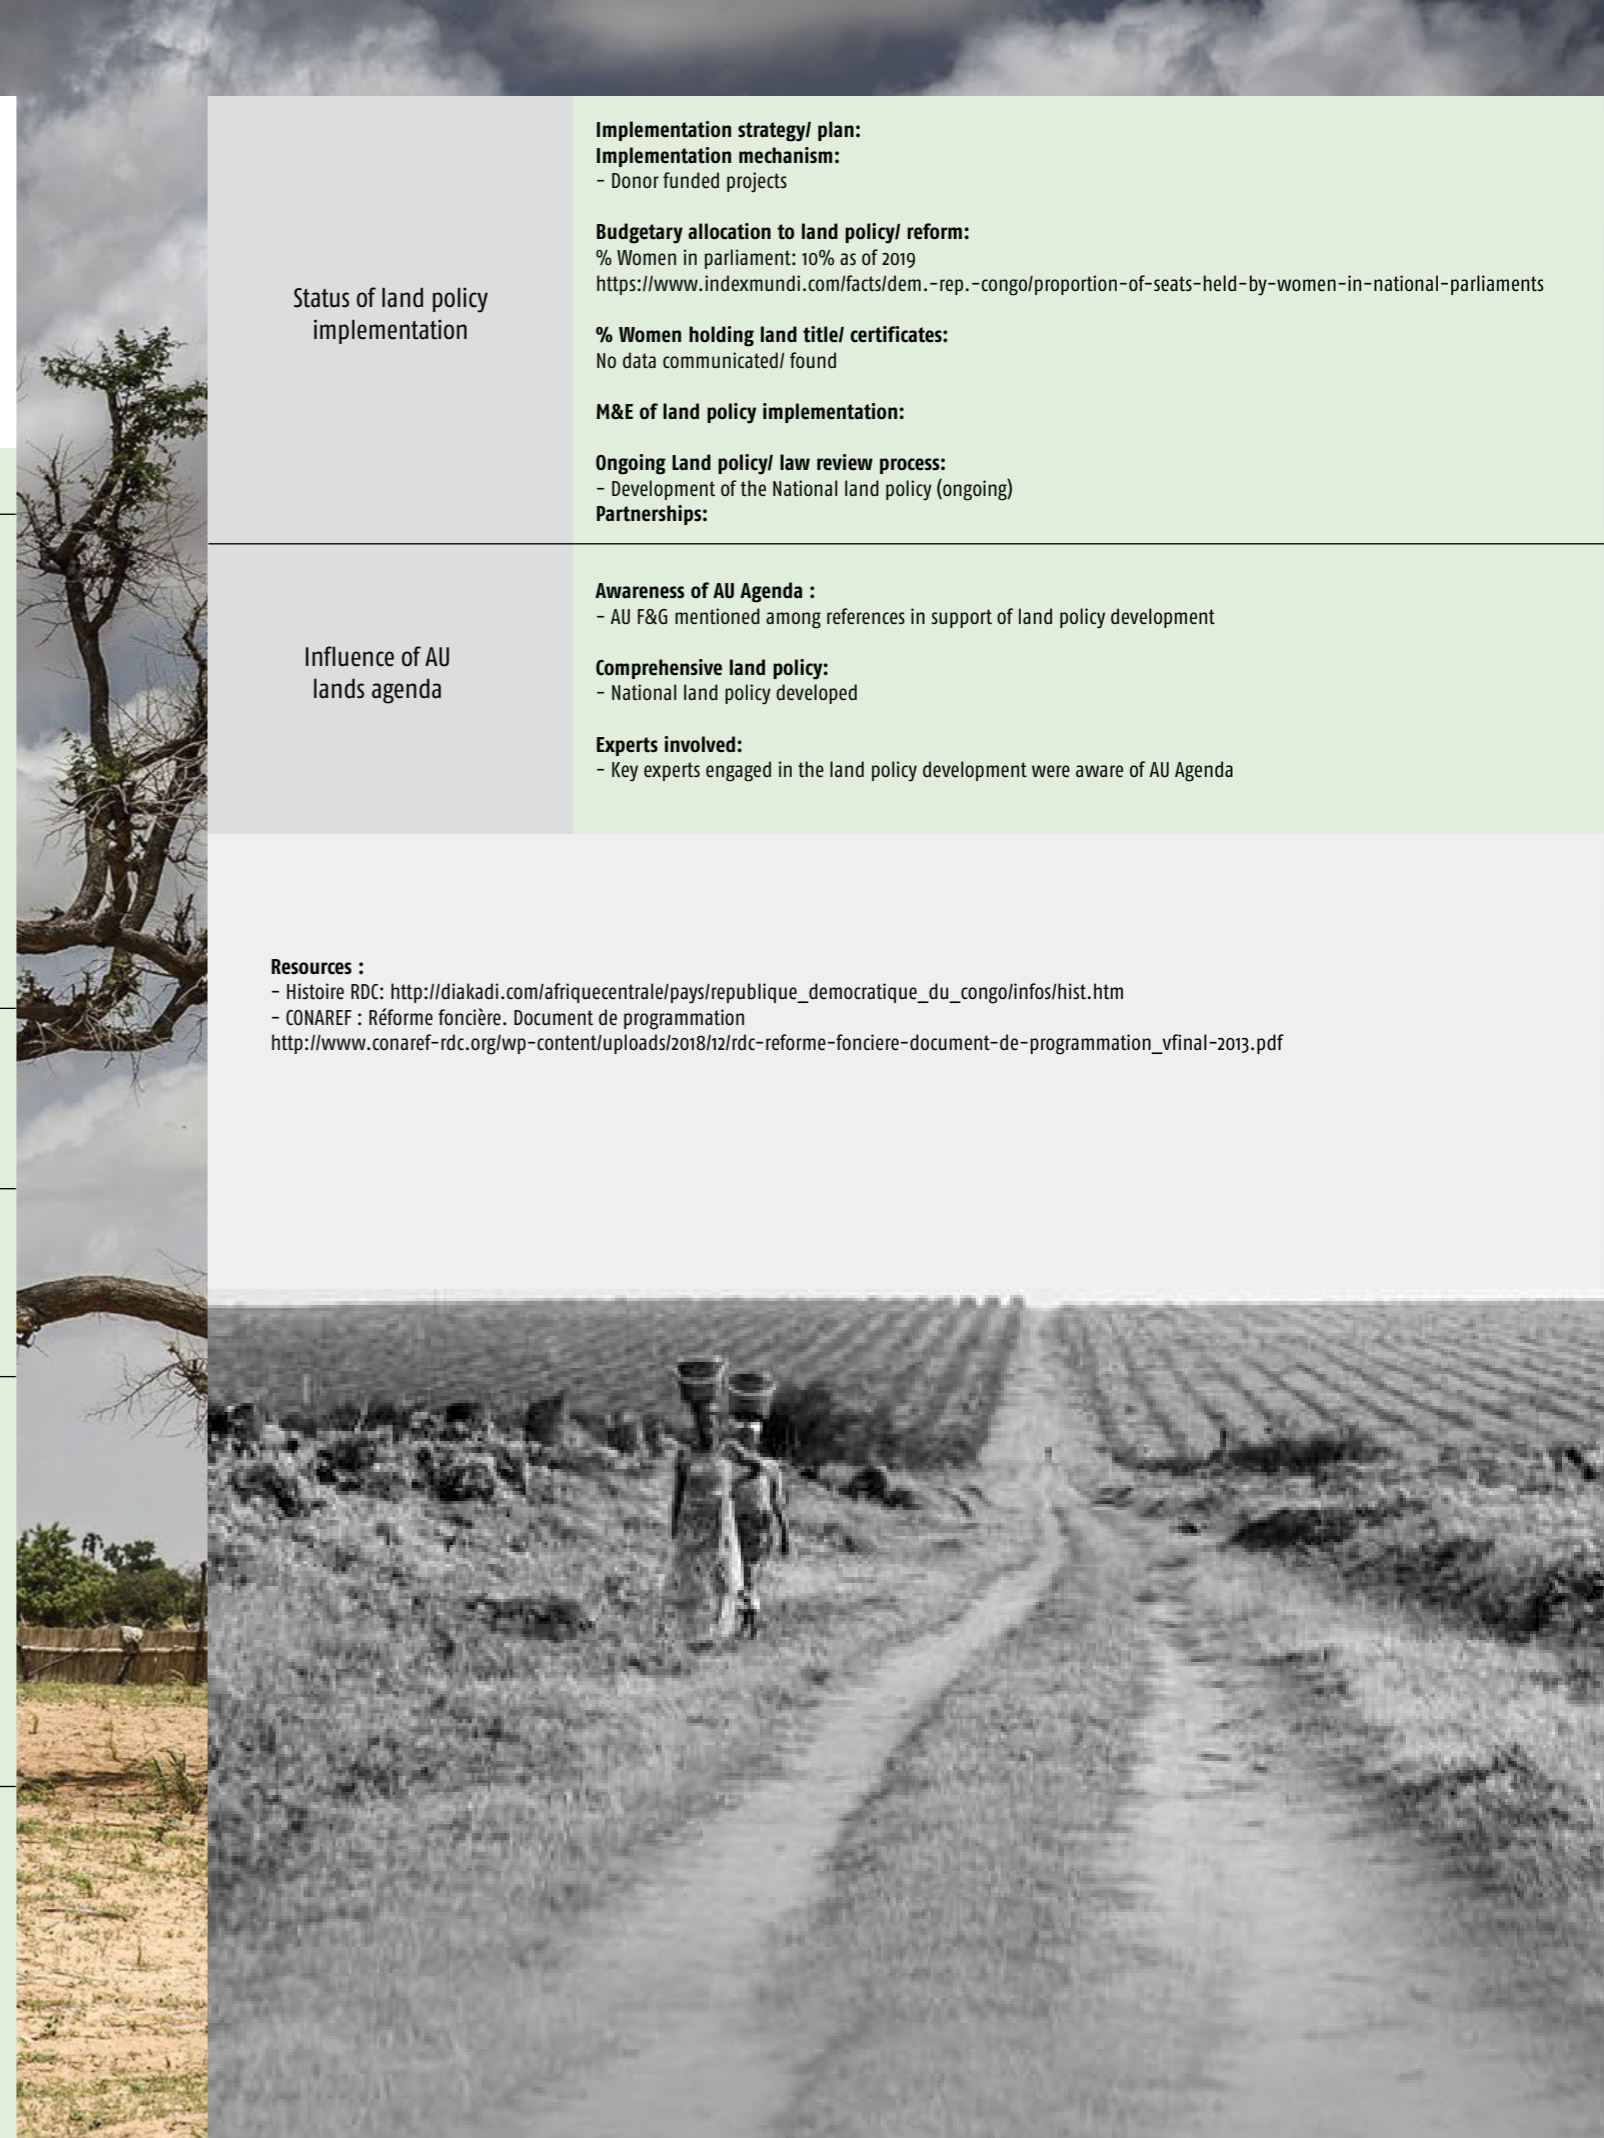 Status of land policy
implementation
Implementation strategy/ plan:
Implementation mechanism:
- Donor funded projects
Budgetary allocation to land policy/ reform:
% Women in parliament: 10% as of 2019
https://www.indexmundi.com/facts/dem.-rep.-congo/proportion-of-seats-held-by-women-in-national-parliaments
% Women holding land title/ certificates:
No data communicated/ found
M&E of land policy implementation:
Ongoing Land policy/ law review process:
- Development of the National land policy (ongoing)
Partnerships:
Influence of AU
lands agenda
Awareness of AU Agenda :
- AU F&G mentioned among references in support of land policy development
Comprehensive land policy:
- National land policy developed
Experts involved:
- Key experts engaged in the land policy development were aware of AU Agenda
Resources :
- Histoire RDC: http://diakadi.com/afriquecentrale/pays/republique_democratique_du_congo/infos/hist.htm
- CONAREF : Réforme foncière. Document de programmation
http://www.conaref-rdc.org/wp-content/uploads/2018/12/rdc-reforme-fonciere-document-de-programmation_vfinal-2013.pdf